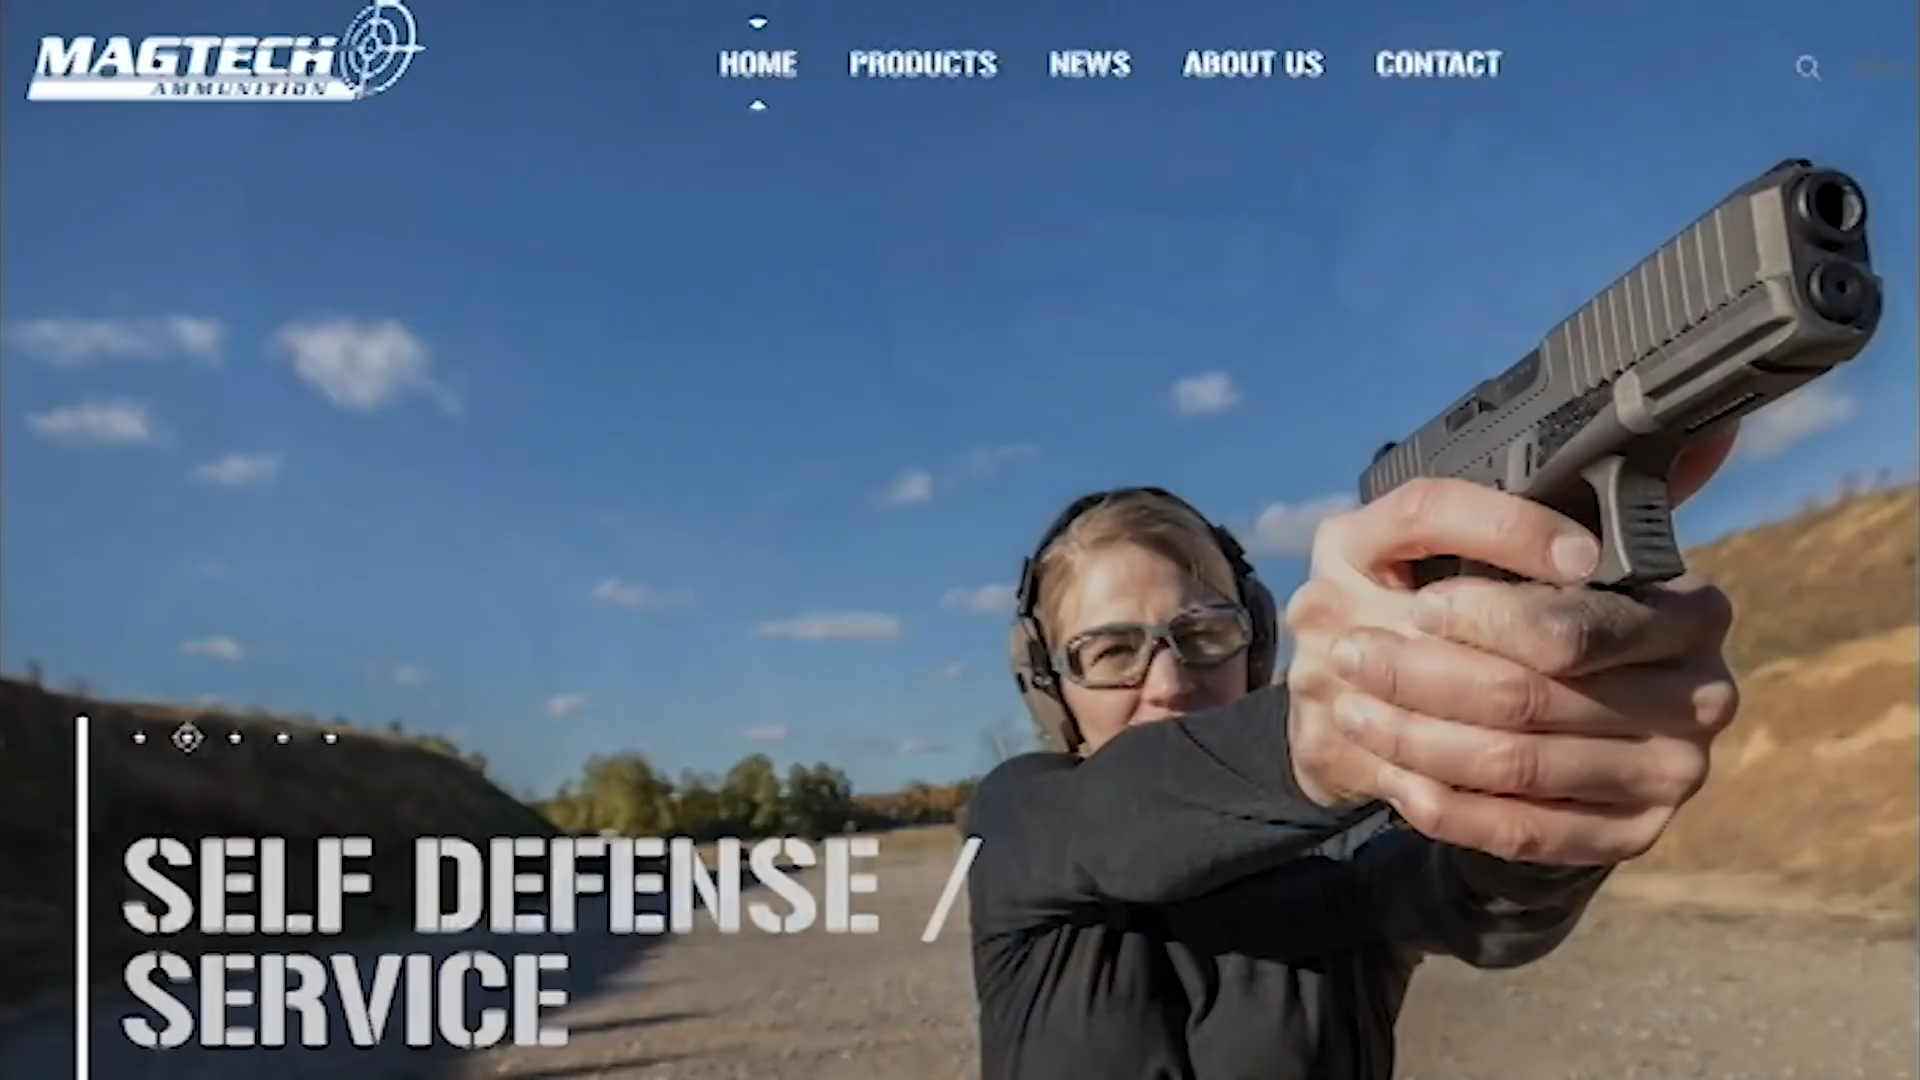 MAGTECH
AMMUNITION
HOME PRODUCTS NEWS ABOUT US CONTACT
SELF DEFENSE /
SERVICE